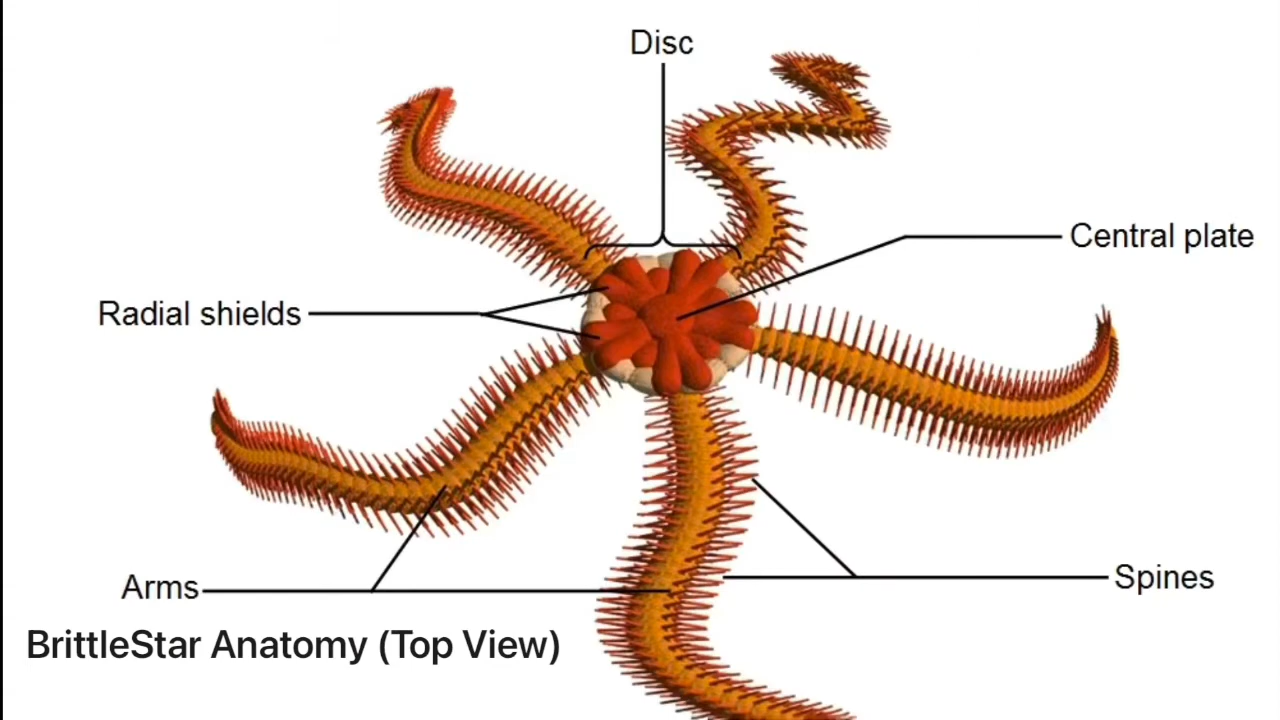 Disc
Central plate
Radial shields
Spines
Arms
BrittleStar Anatomy (Top View)